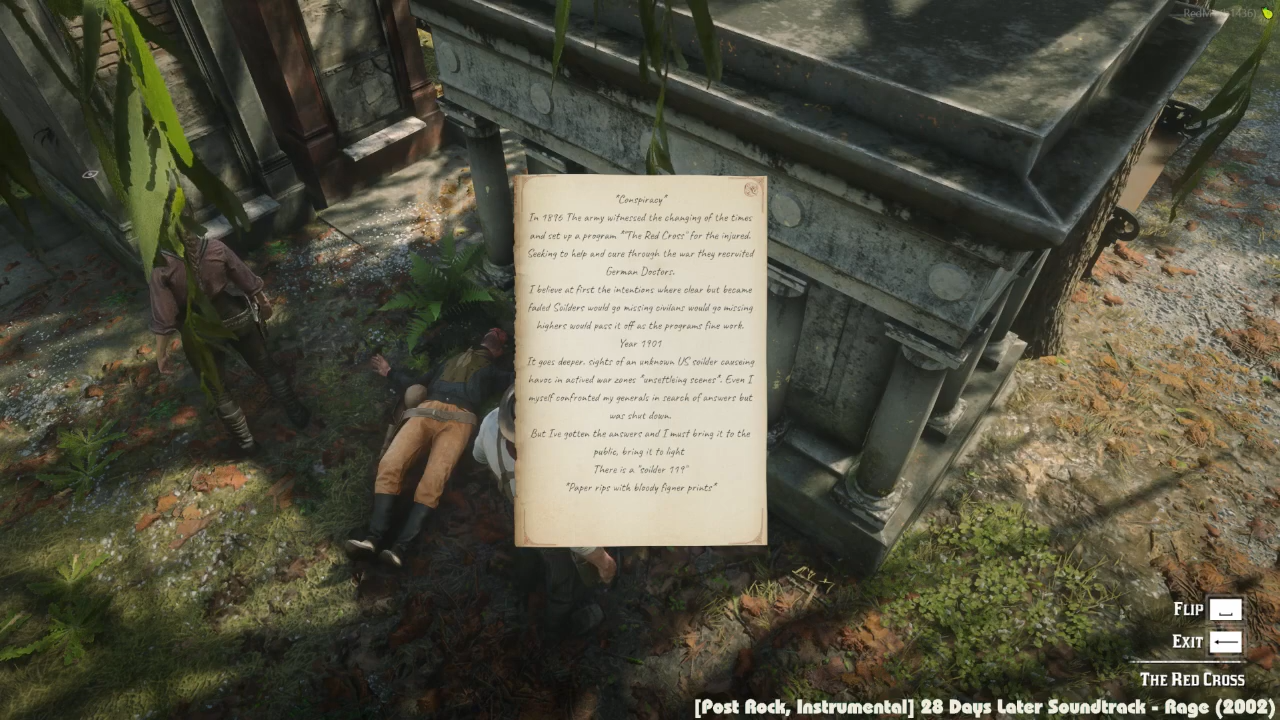 RedM
"Conspiracy"
In 1896 The army witnessed the changing of the times
and set up a program "'The Red Cross" for the injured.
Seeking to help and cure through the war they recruited
German Doctors.
I believe at first the intentions where clear but became
faded Soilders would go missing civilans would go missing
highers would pass it off as the programs fine work.
Year 1901
It goes deeper. sights of an unknown US soilder causeing
havoc in actived war zones "unsettleing scenes". Even I
myself confronted my generals in search of answers but
was shut down.
But Ive gotten the answers and I must bring it to the
public, bring it to light
There is a "soilder 119"
"Paper rips with bloody figner prints"
FLIP
EXIT
THE RED CROSS
[Post Rock, Instrumental] 28 Days Later Soundtrack - Rage (2002)